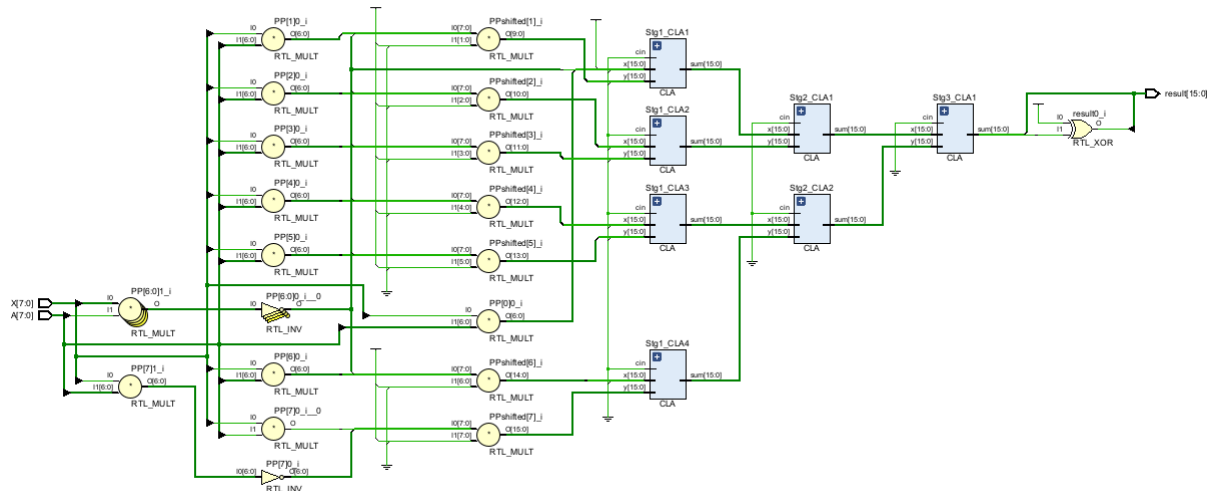 PP[1]0_i
I0
I1[6:0]
O[6:0]
RTL_MULT
PPshifted[1]_i
I0[7:0]
I1[1:0]
O[9:0]
RTL_MULT
Stg1_CLA1
cin
x[15:0]
y[15:0]
sum[15:0]
CLA
PP[2]0_i
I0
I1[6:0]
O[6:0]
RTL_MULT
PPshifted[2]_i
I0[7:0]
I1[2:0]
O[10:0]
RTL_MULT
Stg1_CLA2
cin
x[15:0]
y[15:0]
sum[15:0]
CLA
Stg2_CLA1
cin
x[15:0]
y[15:0]
sum[15:0]
CLA
Stg3_CLA1
cin
x[15:0]
y[15:0]
sum[15:0]
CLA
result0_i
I0
I1
O
RTL_XOR
result[15:0]
PP[3]0_i
I0
I1[6:0]
O[6:0]
RTL_MULT
PPshifted[3]_i
I0[7:0]
I1[3:0]
O[11:0]
RTL_MULT
PP[4]0_i
I0
I1[6:0]
O[6:0]
RTL_MULT
PPshifted[4]_i
I0[7:0]
I1[4:0]
O[12:0]
RTL_MULT
Stg1_CLA3
cin
x[15:0]
y[15:0]
sum[15:0]
CLA
Stg2_CLA2
cin
x[15:0]
y[15:0]
sum[15:0]
CLA
PP[5]0_i
I0
I1[6:0]
O[6:0]
RTL_MULT
PPshifted[5]_i
I0[7:0]
I1[5:0]
O[13:0]
RTL_MULT
X[7:0]
A[7:0]
PP[6:0]1_i
I0
I1
O
RTL_MULT
PP[6:0]0_i__0
I0
O
RTL_INV
PP[0]0_i
I0
I1[6:0]
O[6:0]
RTL_MULT
PP[7]1_i
I0
I1[6:0]
O[6:0]
RTL_MULT
PP[6]0_i
I0
I1[6:0]
O[6:0]
RTL_MULT
PPshifted[6]_i
I0[7:0]
I1[6:0]
O[14:0]
RTL_MULT
Stg1_CLA4
cin
x[15:0]
y[15:0]
sum[15:0]
CLA
PP[7]0_i__0
I0
I1
O
RTL_MULT
PPshifted[7]_i
I0[7:0]
I1[7:0]
O[15:0]
RTL_MULT
PP[7]0_i
I0[6:0]
O[6:0]
RTL_INV